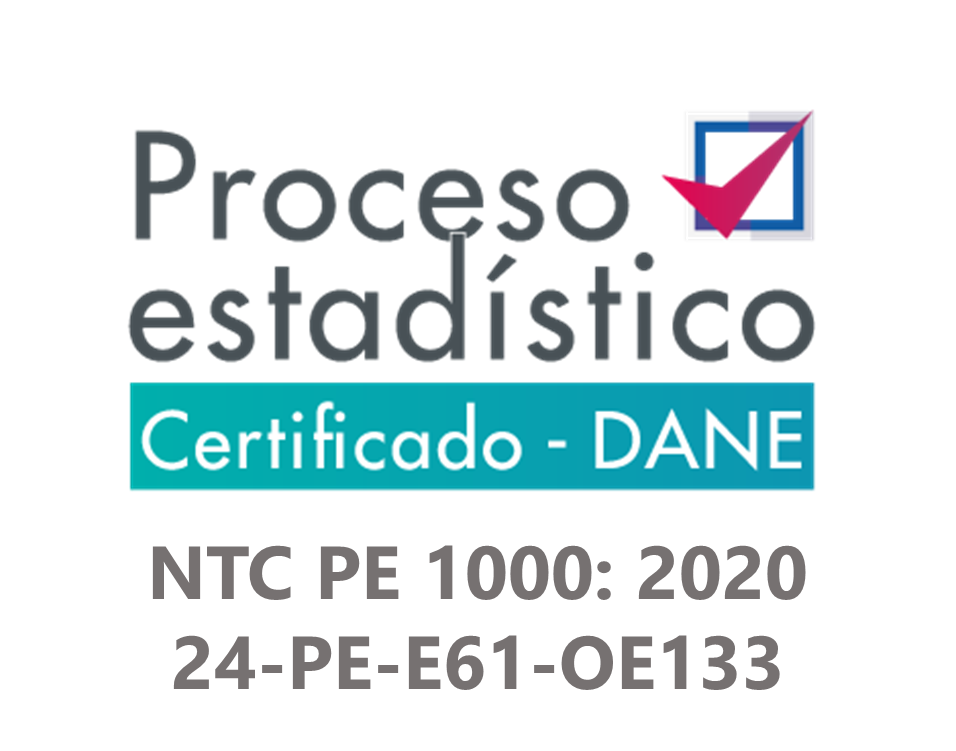 Proceso
estadístico
Certificado - DANE
NTC PE 1000: 2020
24-PE-E61-OE133